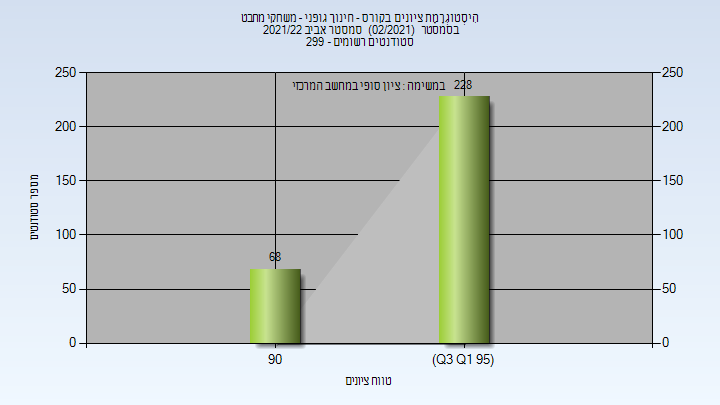 היסטוגרמת ציונים בקורס - חינוך גופני - משחקי מחבט
בסמסטר (02/2021) סמסטר אביב 2021/22
סטודנטים רשומים - 299
במשימה : ציון סופי במחשב המרכזי
228
68
250
200
150
100
50
0
250
200
150
100
50
0
מספר סטודנטים
90
(Q3 Q1 95)
טווח ציונים